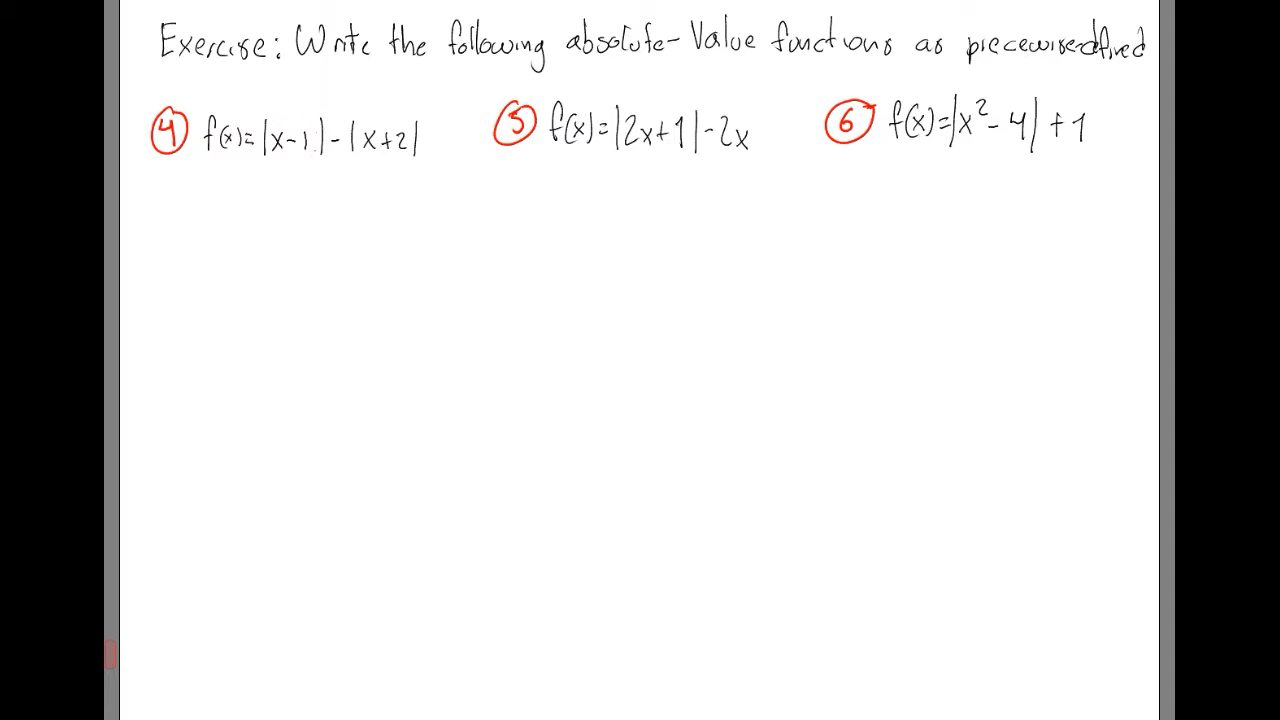 Exercise: Write the following absolute-Value functions as piecewise-defined
④ f(x)=|x-1|-|x+2| ⑤ f(x)=|2x+1|-2x ⑥ f(x)=|x²-4|+1